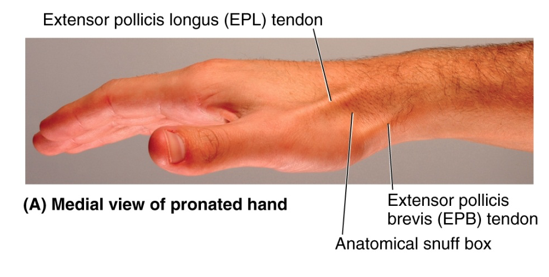 Extensor pollicis longus (EPL) tendon
(A) Medial view of pronated hand
Extensor pollicis
brevis (EPB) tendon
Anatomical snuff box